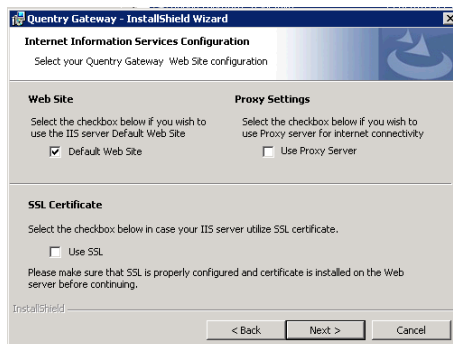 Quentry Gateway - InstallShield Wizard
Internet Information Services Configuration
Select your Quentry Gateway Web Site configuration
Web Site
Select the checkbox below if you wish to
use the IIS server Default Web Site
Default Web Site
Proxy Settings
Select the checkbox below if you wish to
use Proxy server for internet connectivity
Use Proxy Server
SSL Certificate
Select the checkbox below in case your IIS server utilize SSL certificate.
Use SSL
Please make sure that SSL is properly configured and certificate is installed on the Web
server before continuing.
InstallShield
< Back
Next >
Cancel